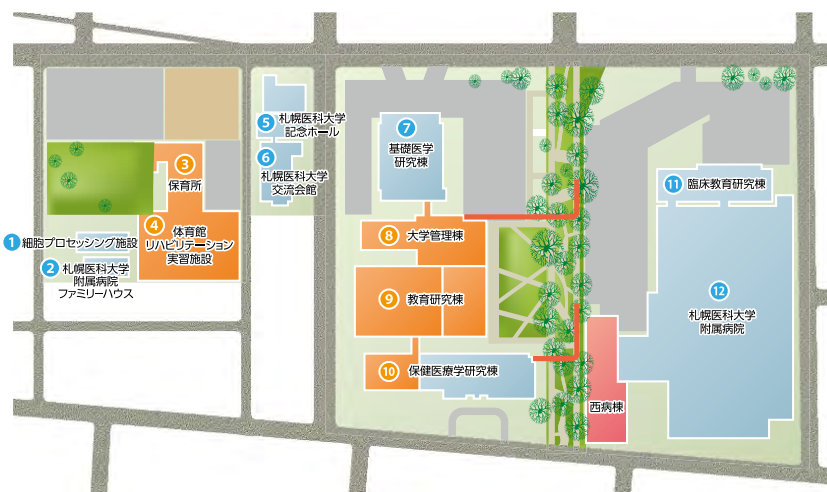 1 細胞プロセッシング施設
2 札幌医科大学
附属病院
ファミリーハウス
3
保育所
4 体育館
リハビリテーション
実習施設
5 札幌医科大学
記念ホール
6
札幌医科大学
交流会館
7
基礎医学
研究棟
8 大学管理棟
9 教育研究棟
10 保健医療学研究棟
11 臨床教育研究棟
12
札幌医科大学
附属病院
西病棟